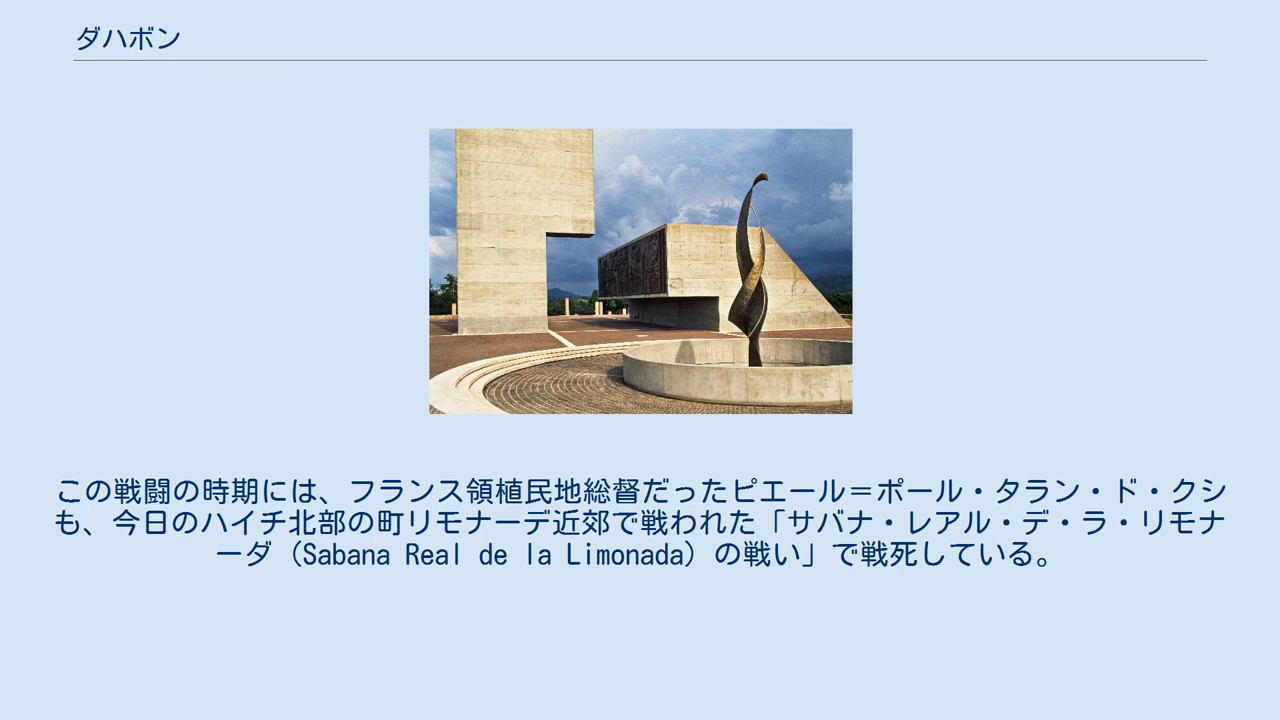 ダハボン
この戦闘の時期には、フランス領植民地総督だったピエール＝ポール・タラン・ド・クシ
も、今日のハイチ北部の町リモナーデ近郊で戦われた「サバナ・レアル・デ・ラ・リモナ
ーダ（Sabana Real de la Limonada）の戦い」で戦死している。